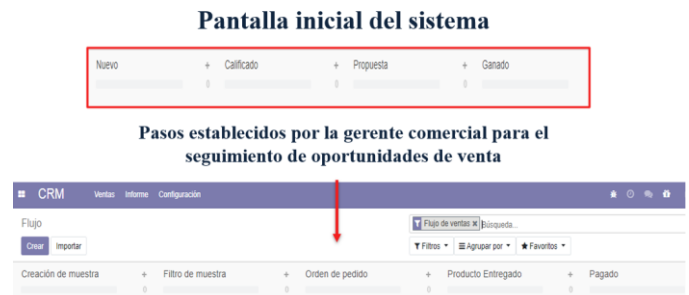 Pantalla inicial del sistema
Nuevo + Calificado + Propuesta + Ganado
0 0 0
Pasos establecidos por la gerente comercial para el
seguimiento de oportunidades de venta
CRM Ventas Informe Configuración
Flujo Flujo de ventas x Búsqueda...
Crear Importar Filtros Agrupar por Favoritos
Creación de muestra + Filtro de muestra + Orden de pedido + Producto Entregado + Pagado
0 0 0 0